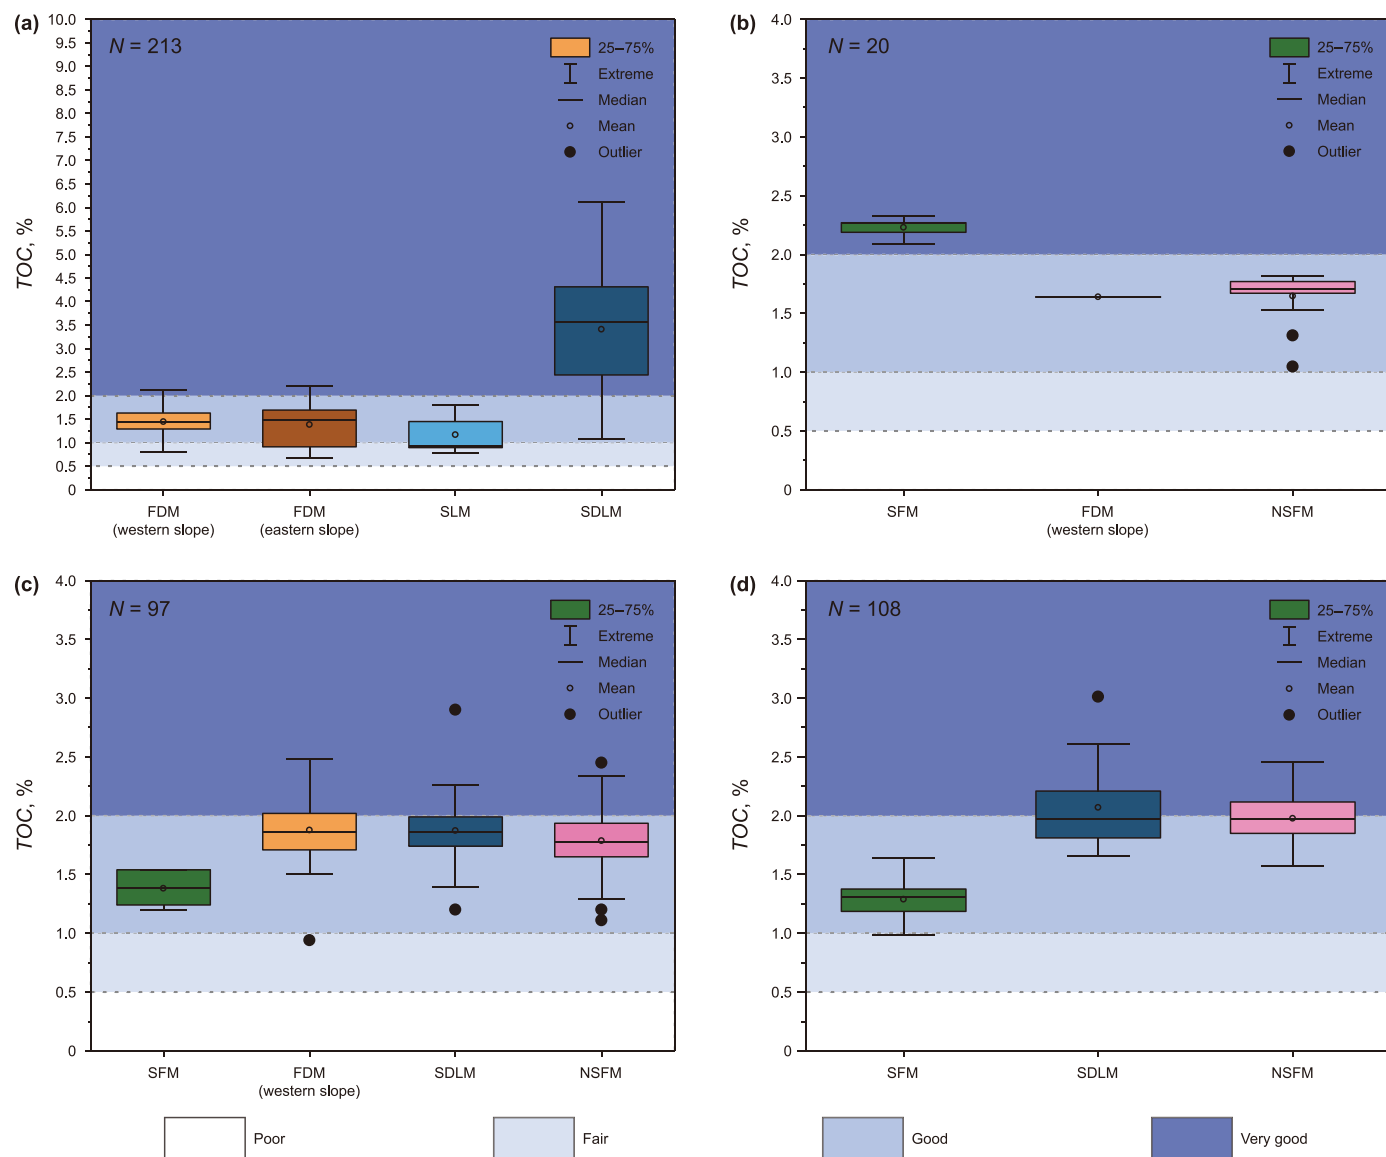 (a)
N = 213
25–75%
Extreme
Median
Mean
Outlier
TOC, %
10.0
9.5
9.0
8.5
8.0
7.5
7.0
6.5
6.0
5.5
5.0
4.5
4.0
3.5
3.0
2.5
2.0
1.5
1.0
0.5
0
FDM
(western slope)
FDM
(eastern slope)
SLM
SDLM
(b)
N = 20
25–75%
Extreme
Median
Mean
Outlier
TOC, %
4.0
3.5
3.0
2.5
2.0
1.5
1.0
0.5
0
SFM
FDM
(western slope)
NSFM
(c)
N = 97
25–75%
Extreme
Median
Mean
Outlier
TOC, %
4.0
3.5
3.0
2.5
2.0
1.5
1.0
0.5
0
SFM
FDM
(western slope)
SDLM
NSFM
(d)
N = 108
25–75%
Extreme
Median
Mean
Outlier
TOC, %
4.0
3.5
3.0
2.5
2.0
1.5
1.0
0.5
0
SFM
SDLM
NSFM
Poor
Fair
Good
Very good